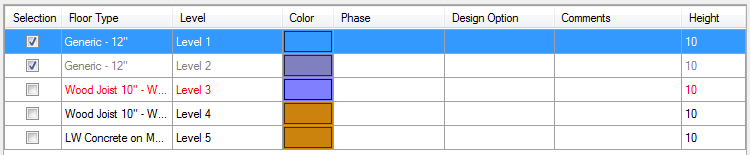 Selection Floor Type Level Color Phase Design Option Comments Height
Generic - 12" Level 1 10
Generic - 12" Level 2 10
Wood Joist 10" - W... Level 3 10
Wood Joist 10" - W... Level 4 10
LW Concrete on M... Level 5 10